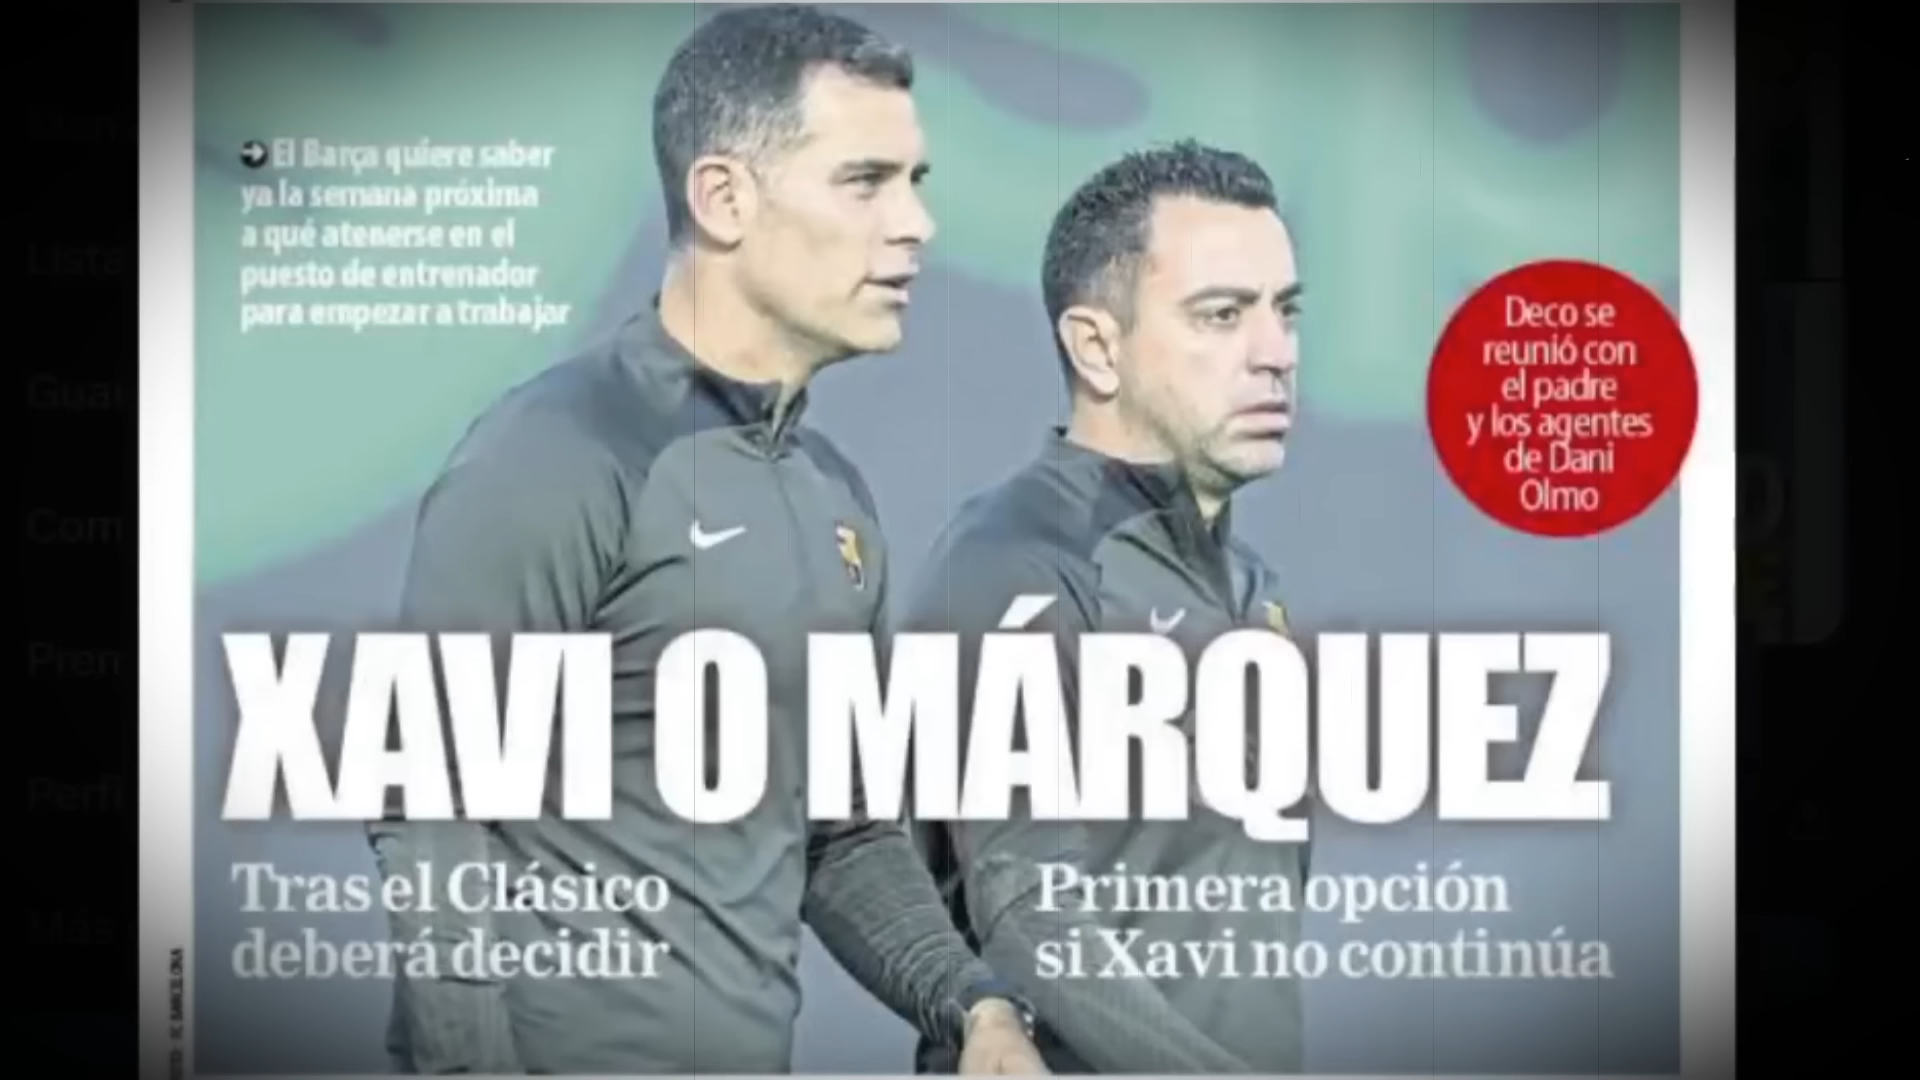 El Barça quiere saber
ya la semana próxima
a qué atenerse en el
puesto de entrenador
para empezar a trabajar
Deco se
reunió con
el padre
y los agentes
de Dani
Olmo
XAVI O MÁRQUEZ
Tras el Clásico
deberá decidir
Primera opción
si Xavi no continúa